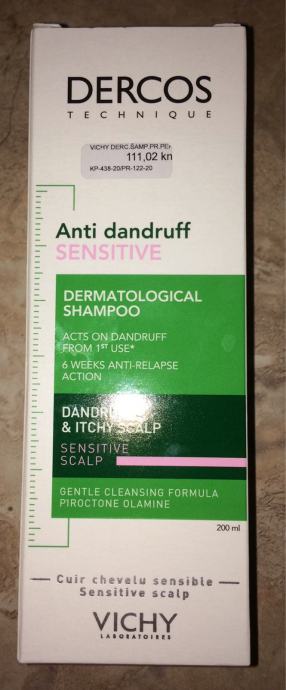 DERCOS
TECHNIQUE
VICHY DERC.SAMP.PR.PER
111,02 kn
KP-438-20/PR-122-20
Anti dandruff
SENSITIVE
DERMATOLOGICAL
SHAMPOO
ACTS ON DANDRUFF
FROM 1ST USE*
6 WEEKS ANTI-RELAPSE
ACTION
& ITCHY SCALP
SENSITIVE
SCALP
GENTLE CLEANSING FORMULA
PIROCTONE OLAMINE
200 ml
Cuir chevelu sensible
Sensitive scalp
VICHY
LABORATOIRES